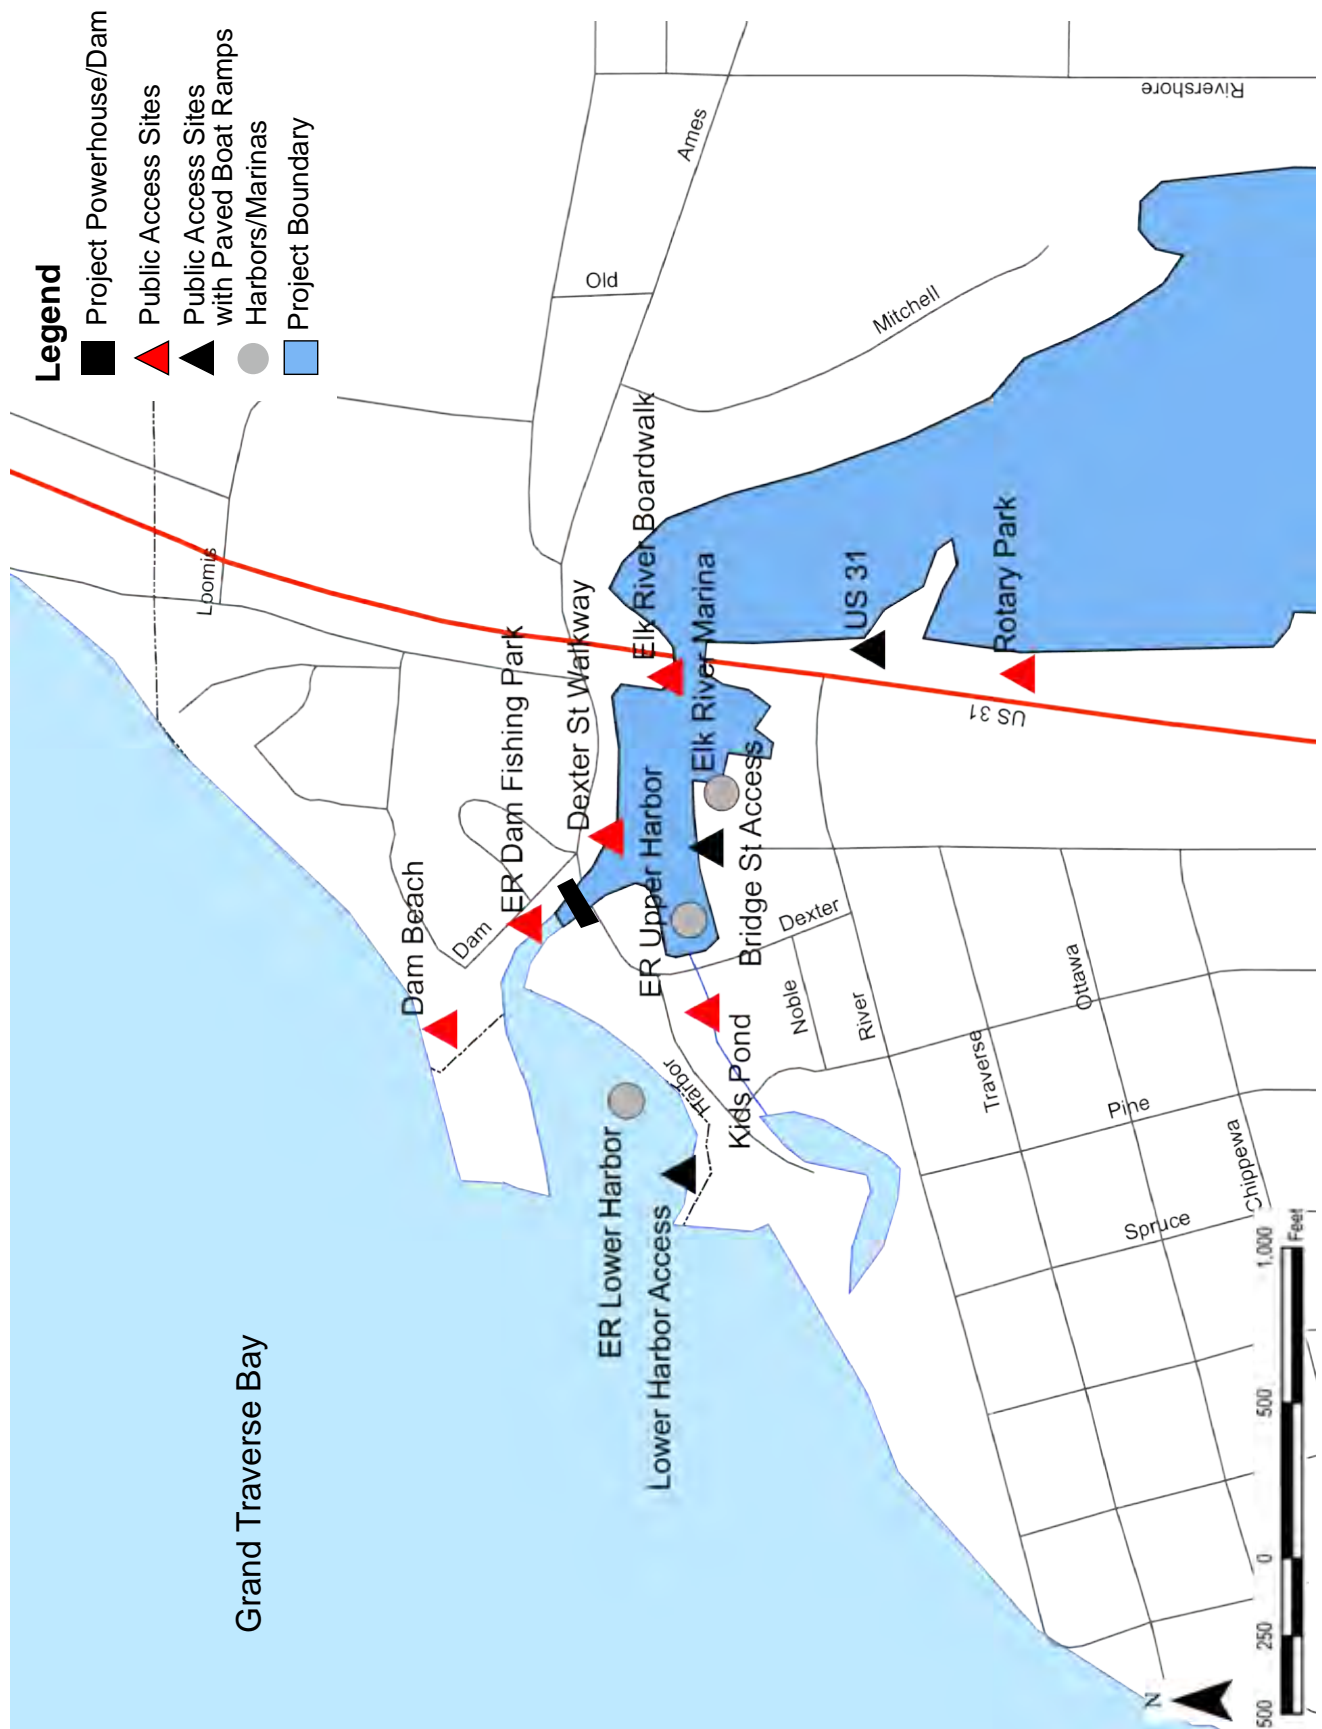 Legend
Project Powerhouse/Dam
Public Access Sites
Public Access Sites
with Paved Boat Ramps
Harbors/Marinas
Project Boundary
Grand Traverse Bay
Loomis
Old
Ames
Rivershore
Mitchell
Elk River Boardwalk
Dexter St Walkway
ER Dam Fishing Park
Dam Beach
Dam
Elk River Marina
US 31
Rotary Park
US 31
ER Upper Harbor
Bridge St Access
Dexter
Noble
River
Kids Pond
Harbor
ER Lower Harbor
Lower Harbor Access
Traverse
Ottawa
Pine
Chippewa
Spruce
N
500
250
0
500
1,000
Feet